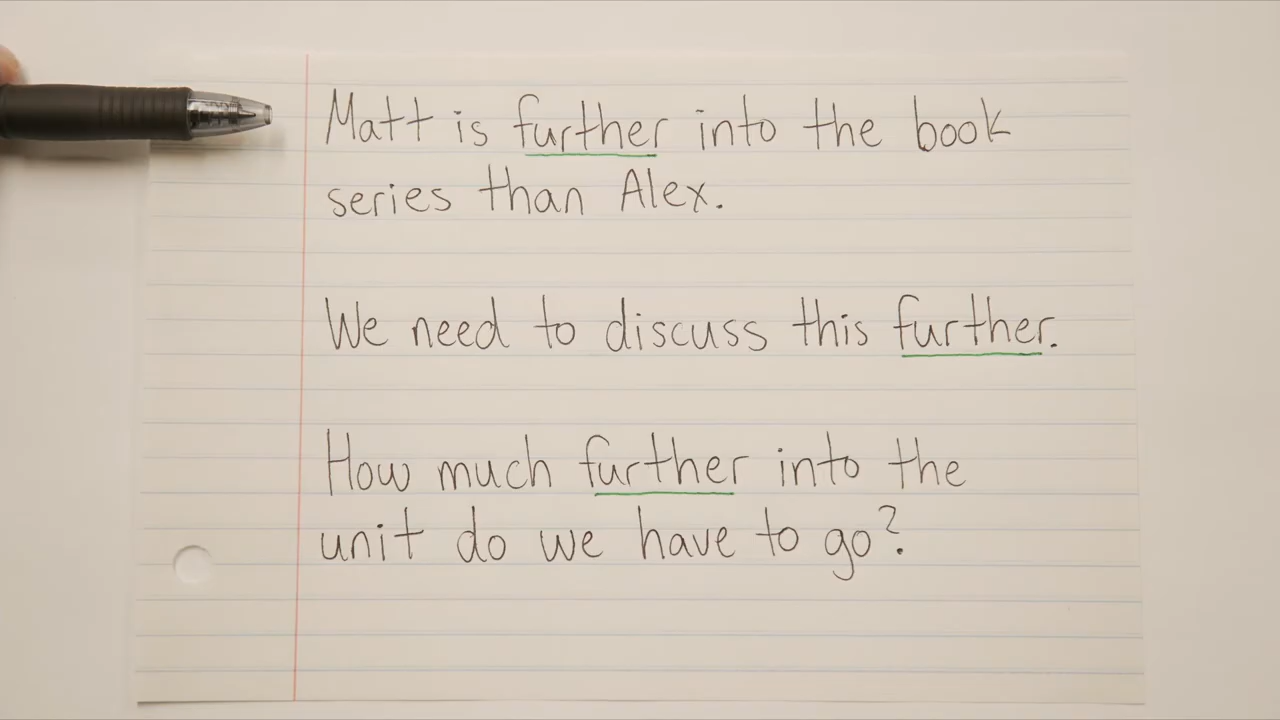 Matt is further into the book
series than Alex.
We need to discuss this further.
How much further into the
unit do we have to go?